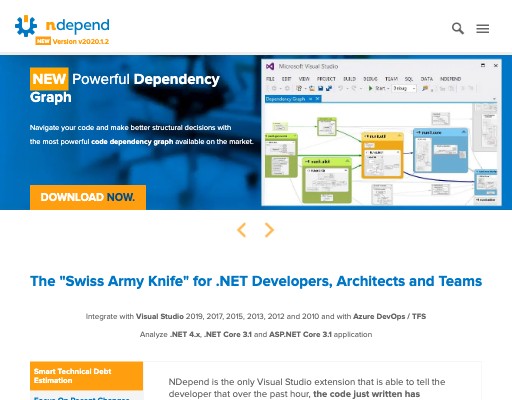 ndepend
NEW Version v2020.1.2
NEW Powerful Dependency
Graph
Navigate your code and make better structural decisions with
the most powerful code dependency graph available on the market.
DOWNLOAD NOW.
Microsoft Visual Studio
FILE EDIT VIEW PROJECT BUILD DEBUG TEAM SQL DATA NDEPEND
Start Debug
Dependency Graph
The "Swiss Army Knife" for .NET Developers, Architects and Teams
Integrate with Visual Studio 2019, 2017, 2015, 2013, 2012 and 2010 and with Azure DevOps / TFS
Analyze .NET 4.x, .NET Core 3.1 and ASP.NET Core 3.1 application
Smart Technical Debt
Estimation
Focus On Recent Changes
NDepend is the only Visual Studio extension that is able to tell the
developer that over the past hour, the code just written has